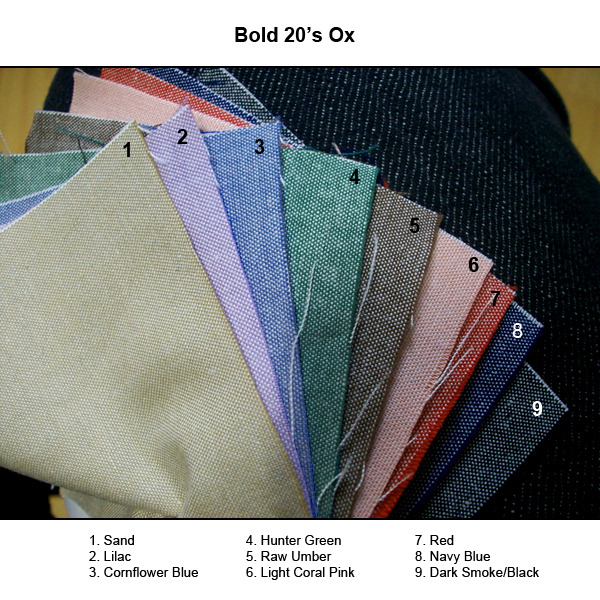 Bold 20’s Ox
1
2
3
4
5
6
7
8
9
1. Sand
2. Lilac
3. Cornflower Blue
4. Hunter Green
5. Raw Umber
6. Light Coral Pink
7. Red
8. Navy Blue
9. Dark Smoke/Black